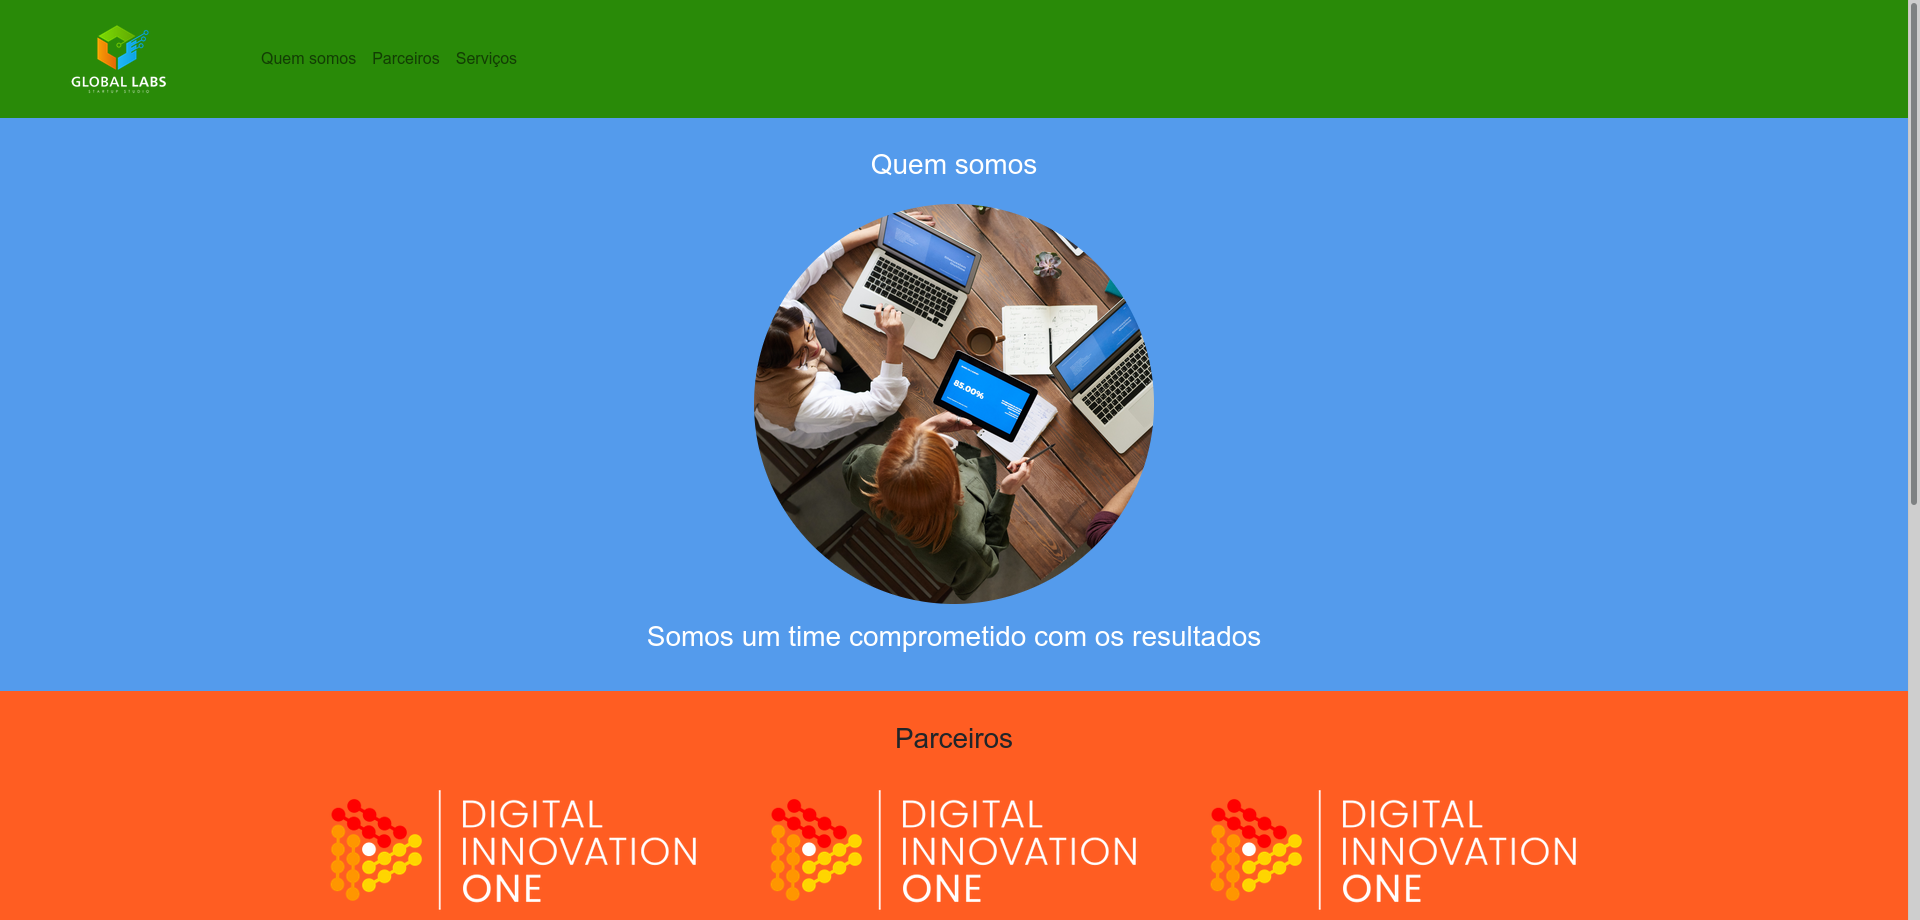 GLOBAL LABS
STARTUP STUDIO
Quem somos Parceiros Serviços
Quem somos
85.00%
Somos um time comprometido com os resultados
Parceiros
DIGITAL
INNOVATION
ONE
DIGITAL
INNOVATION
ONE
DIGITAL
INNOVATION
ONE